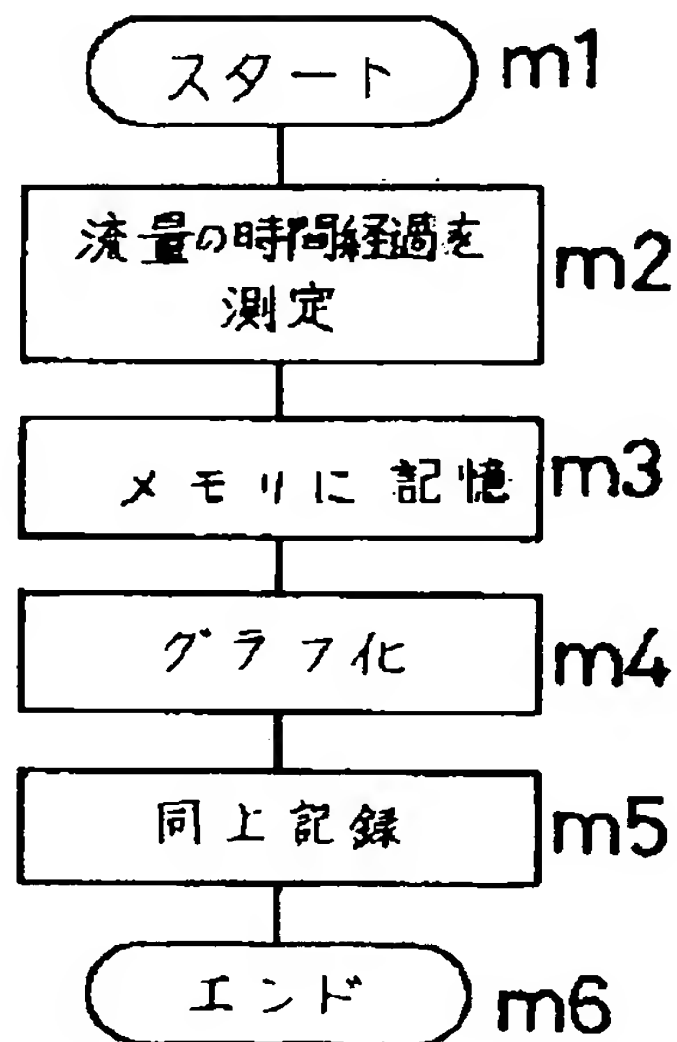 スタート m1
流量の時間経過を m2
測定
メモリに記憶 m3
グラフ化 m4
同上記録 m5
エンド m6